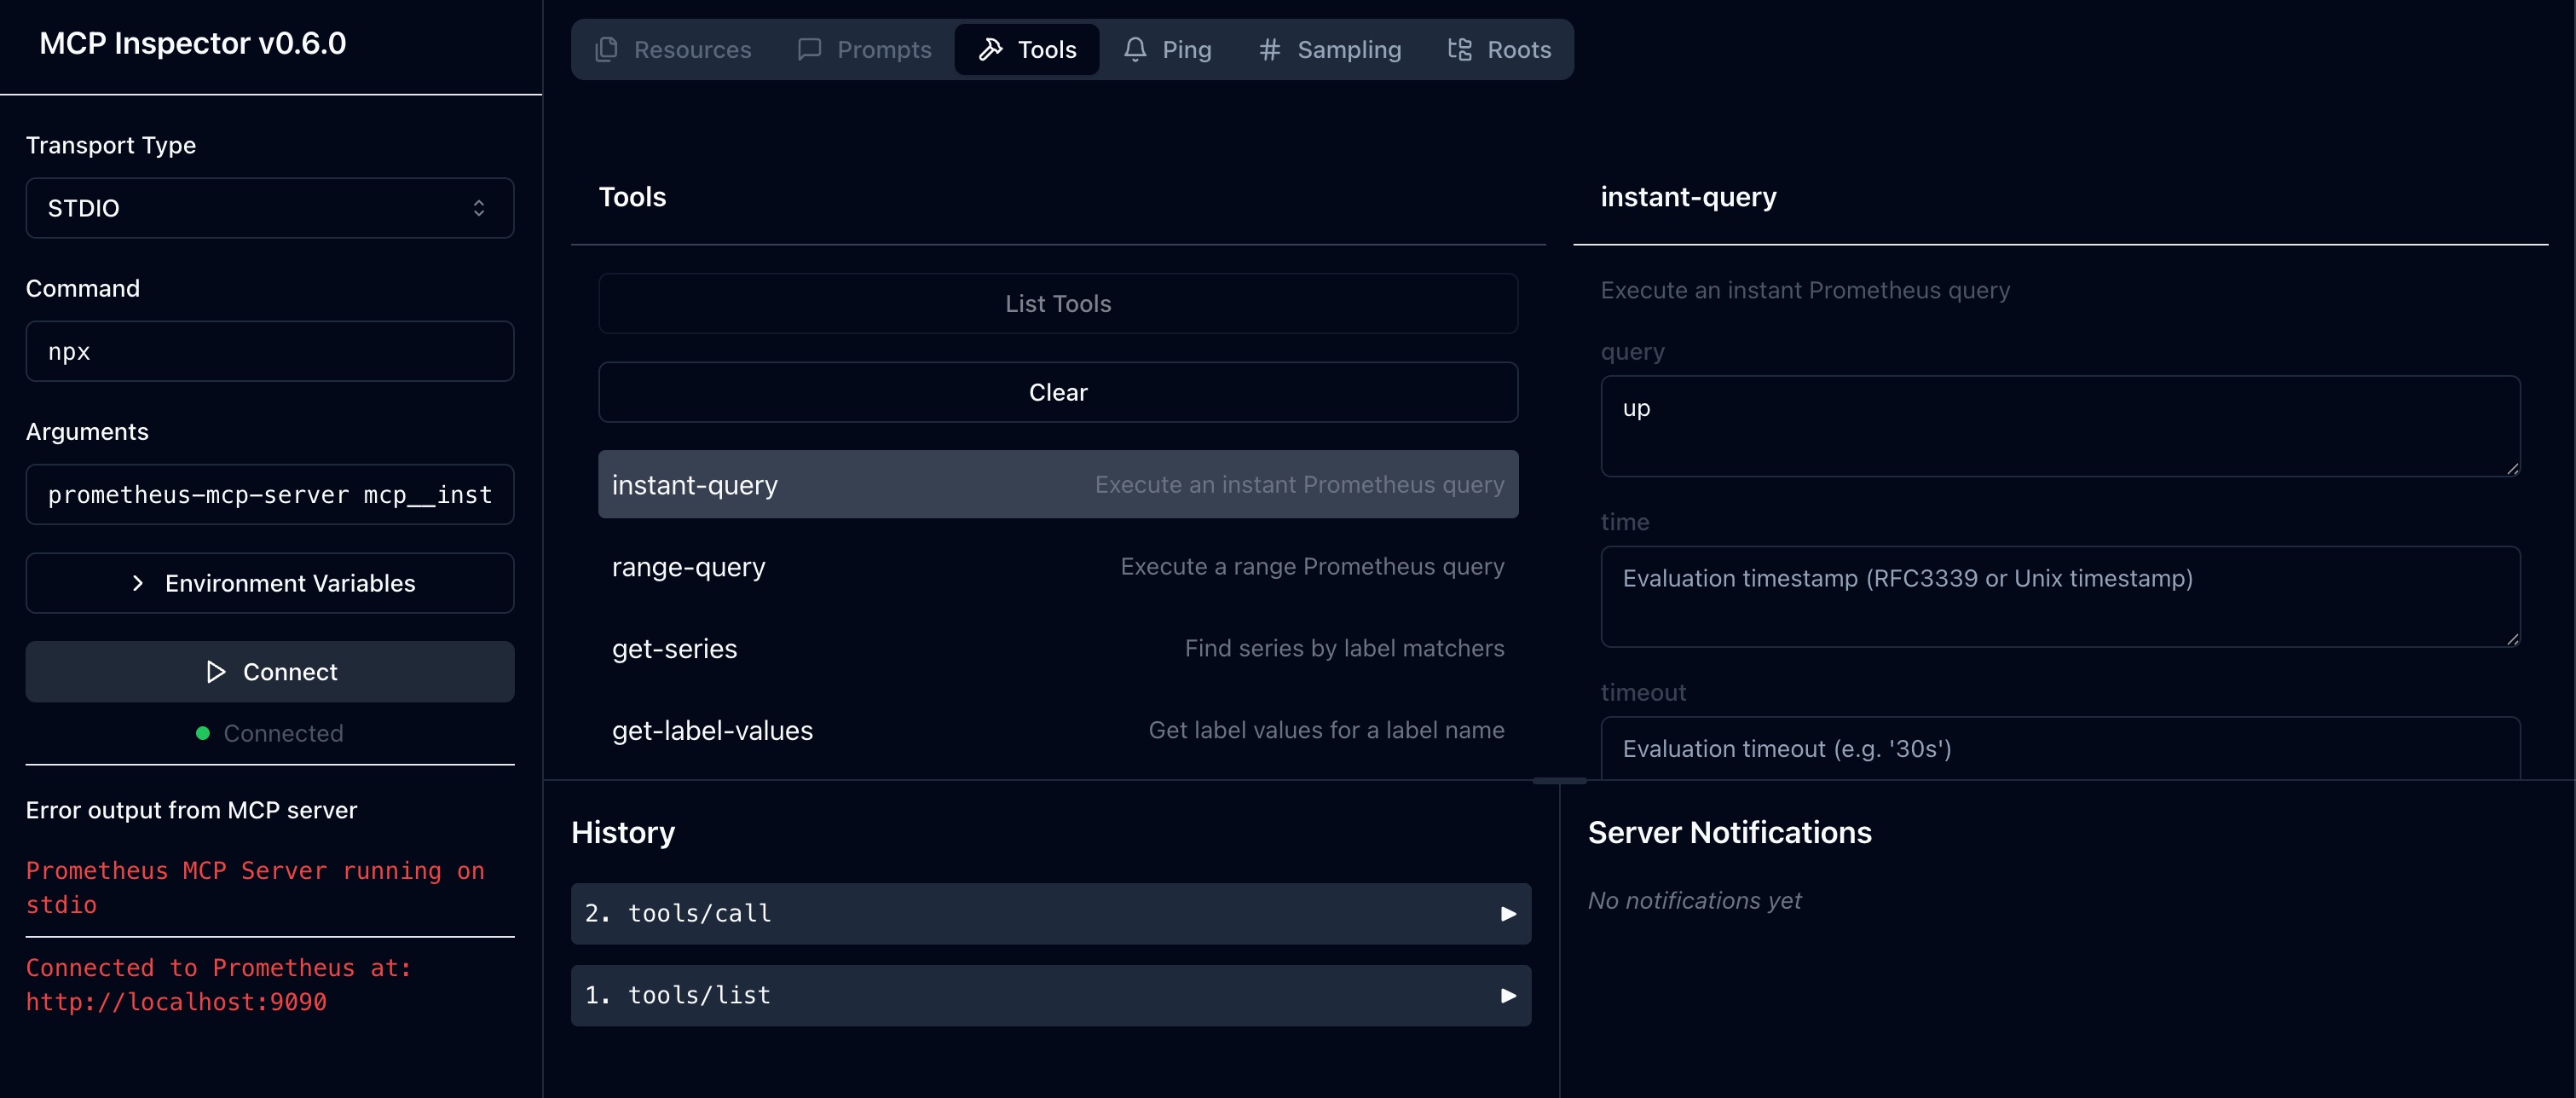 MCP Inspector v0.6.0
Transport Type
STDIO
Command
npx
Arguments
prometheus-mcp-server mcp__inst
Environment Variables
Connect
Connected
Error output from MCP server
Prometheus MCP Server running on
stdio
Connected to Prometheus at:
http://localhost:9090
Resources Prompts Tools Ping Sampling Roots
Tools
List Tools
Clear
instant-query Execute an instant Prometheus query
range-query Execute a range Prometheus query
get-series Find series by label matchers
get-label-values Get label values for a label name
instant-query
Execute an instant Prometheus query
query
up
time
Evaluation timestamp (RFC3339 or Unix timestamp)
timeout
Evaluation timeout (e.g. '30s')
History
2. tools/call
1. tools/list
Server Notifications
No notifications yet